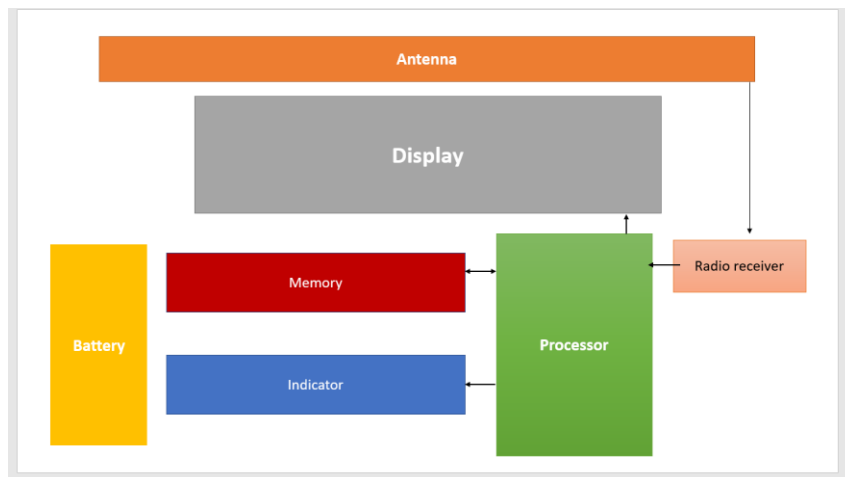 Antenna
Display
Radio receiver
Memory
Battery
Processor
Indicator